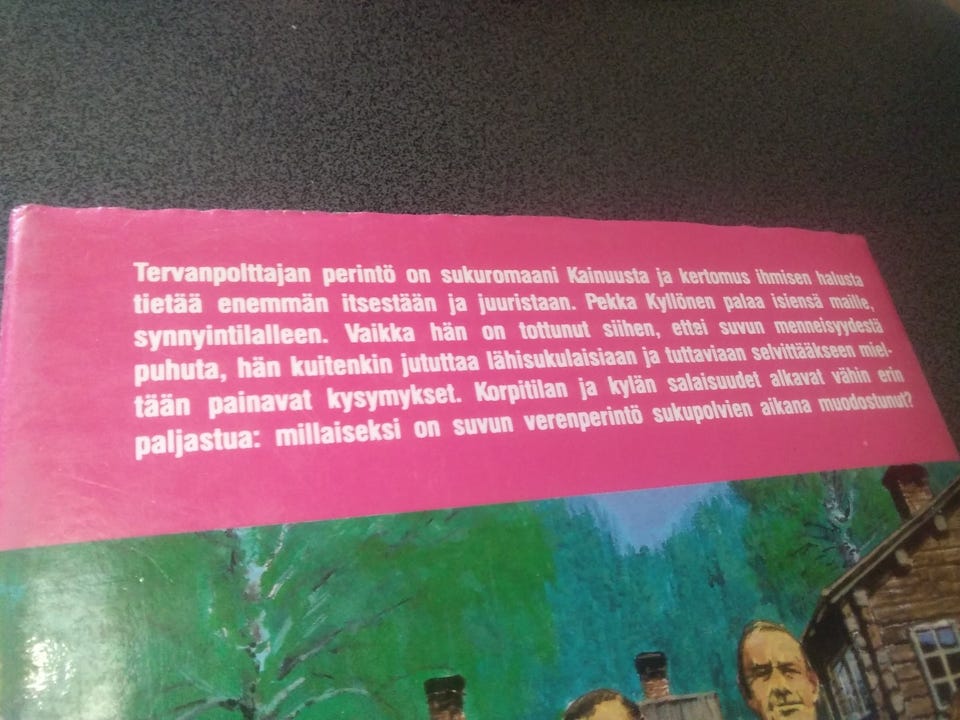 Tervanpolttajan perintö on sukuromaani Kainuusta ja kertomus ihmisen halusta
tietää enemmän itsestään ja juuristaan. Pekka Kyllönen palaa isiensä maille,
synnyintilalleen. Vaikka hän on tottunut siihen, ettei suvun menneisyydestä
puhuta, hän kuitenkin jututtaa lähisukulaisiaan ja tuttaviaan selvittääkseen miel-
tään painavat kysymykset. Korpitilan ja kylän salaisuudet alkavat vähin erin
paljastua: millaiseksi on suvun verenperintö sukupolvien aikana muodostunut?